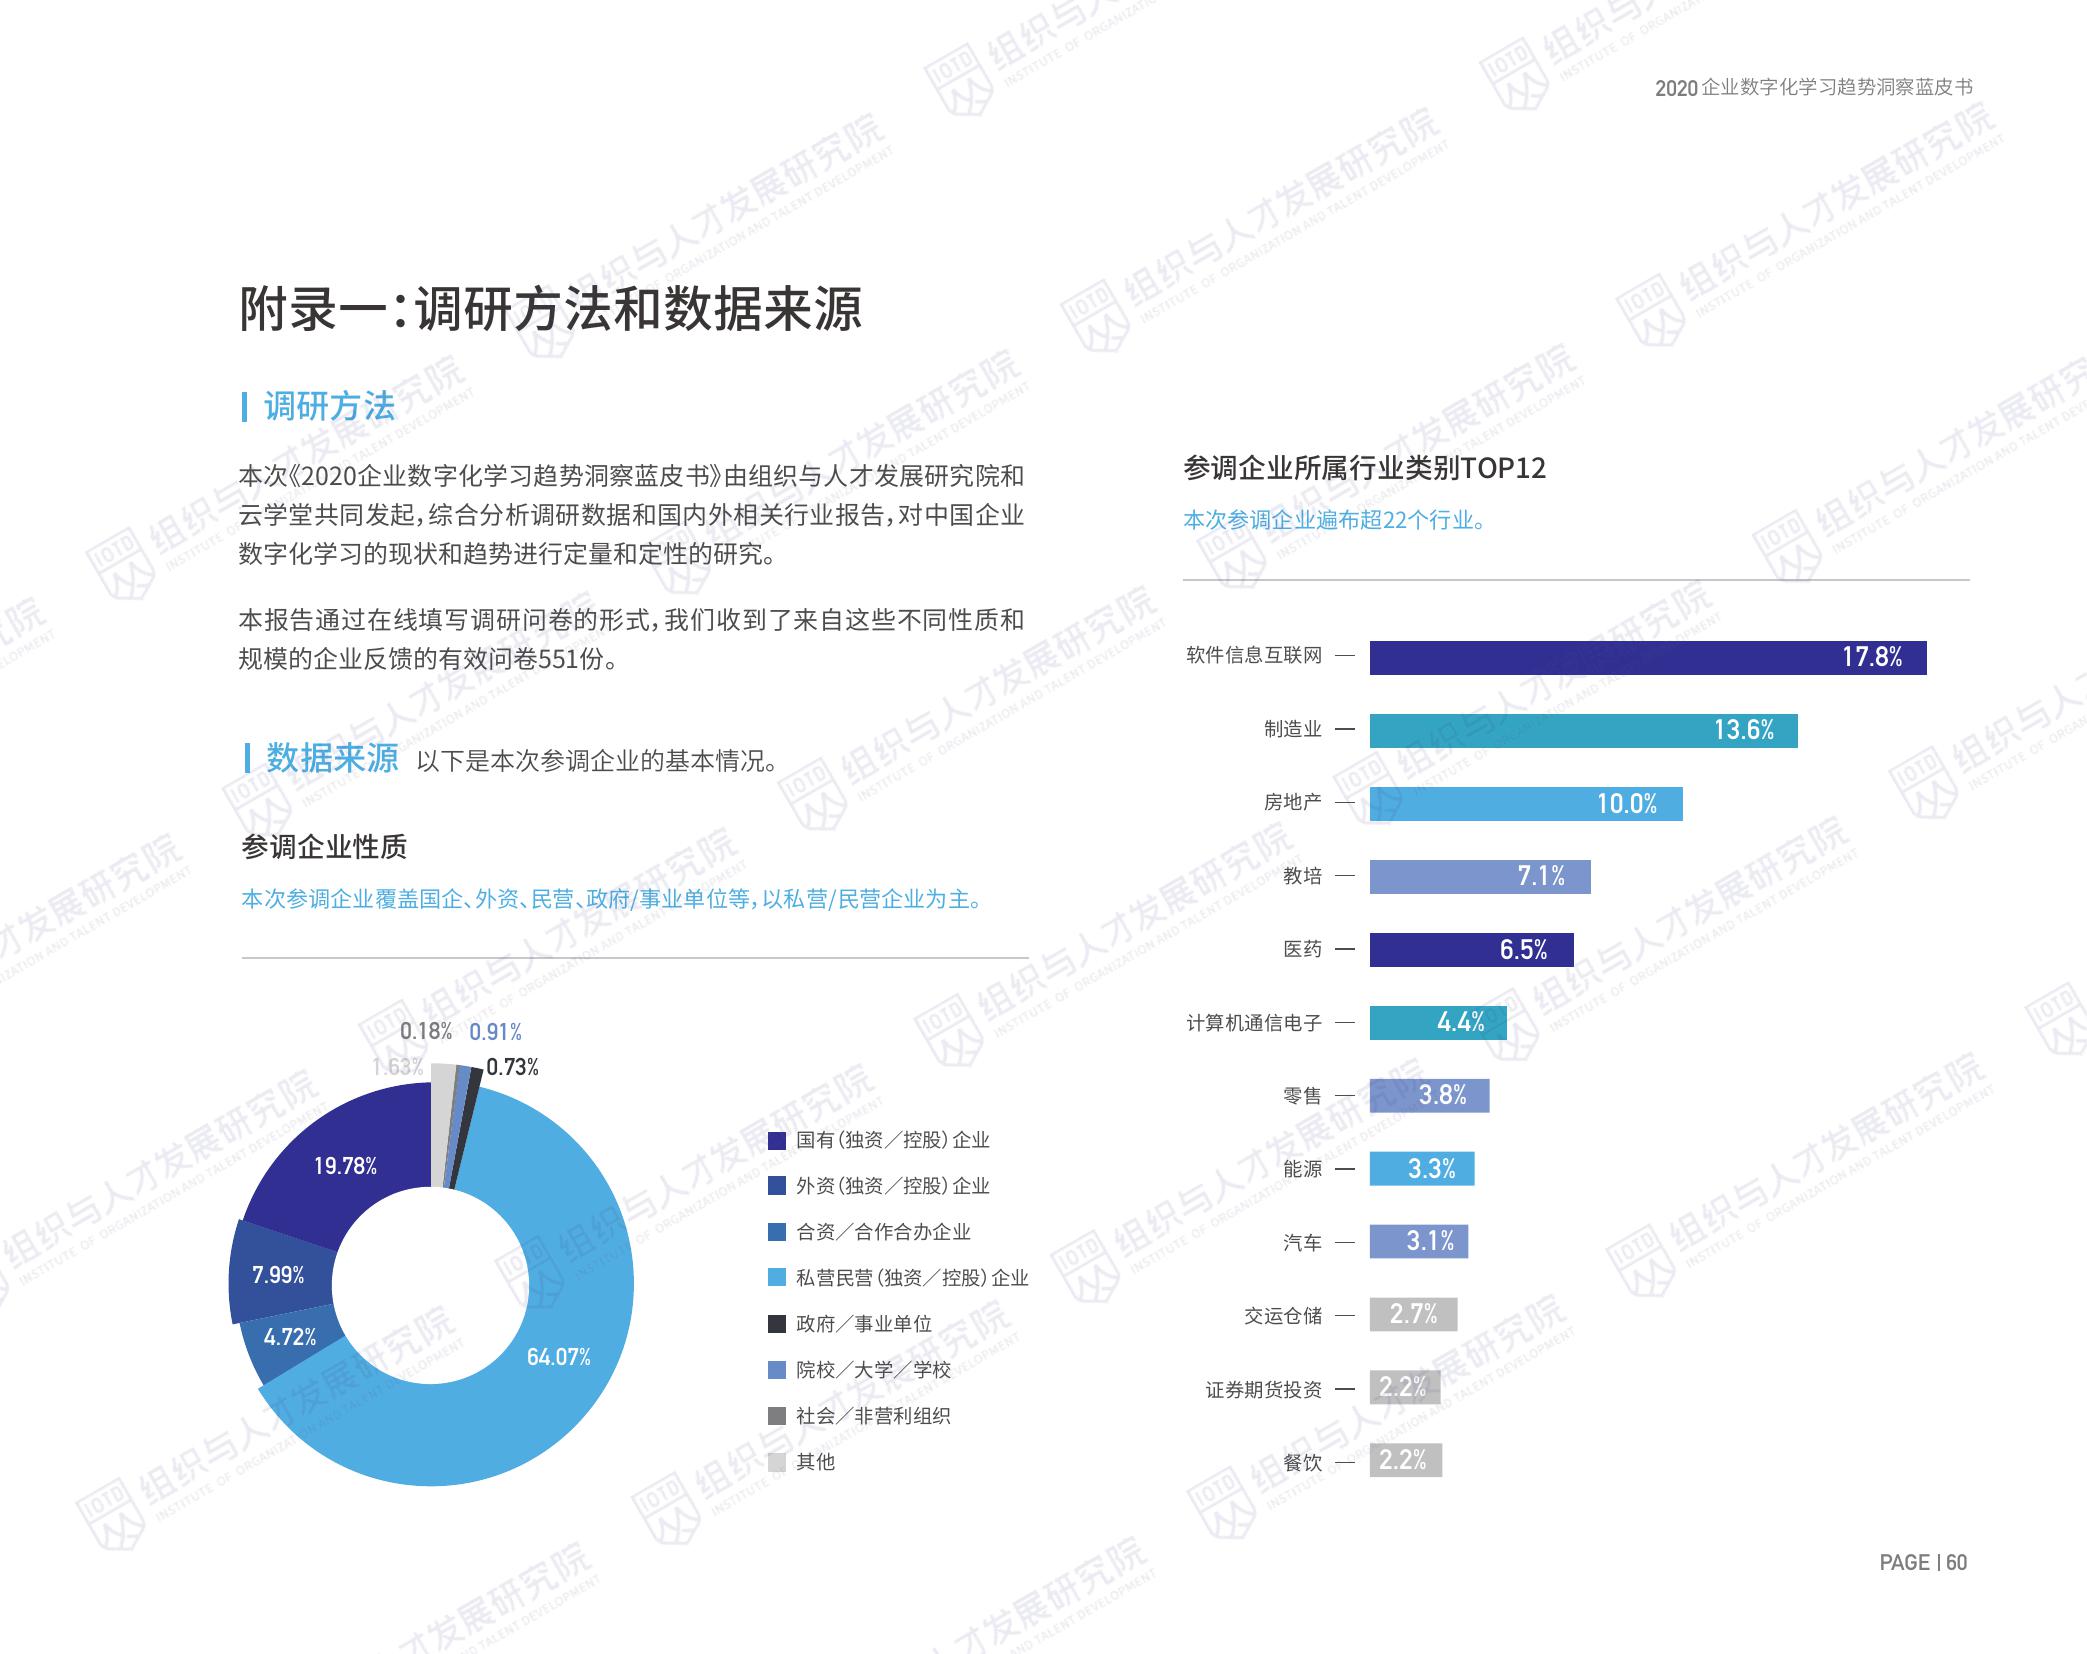 2020 企业数字化学习趋势洞察蓝皮书
附录一：调研方法和数据来源
调研方法
本次《2020企业数字化学习趋势洞察蓝皮书》由组织与人才发展研究院和
云学堂共同发起，综合分析调研数据和国内外相关行业报告，对中国企业
数字化学习的现状和趋势进行定量和定性的研究。
本报告通过在线填写调研问卷的形式，我们收到了来自这些不同性质和
规模的企业反馈的有效问卷551份。
数据来源 以下是本次参调企业的基本情况。
参调企业性质
本次参调企业覆盖国企、外资、民营、政府/事业单位等，以私营/民营企业为主。
0.18% 0.91%
1.63% 0.73%
19.78%
7.99%
4.72%
64.07%
国有（独资／控股）企业
外资（独资／控股）企业
合资／合作合办企业
私营民营（独资／控股）企业
政府／事业单位
院校／大学／学校
社会／非营利组织
其他
参调企业所属行业类别TOP12
本次参调企业遍布超22个行业。
软件信息互联网 17.8%
制造业 13.6%
房地产 10.0%
教培 7.1%
医药 6.5%
计算机通信电子 4.4%
零售 3.8%
能源 3.3%
汽车 3.1%
交运仓储 2.7%
证券期货投资 2.2%
餐饮 2.2%
PAGE | 60
IOTD 组织与人才发展研究院
INSTITUTE OF ORGANIZATION AND TALENT DEVELOPMENT